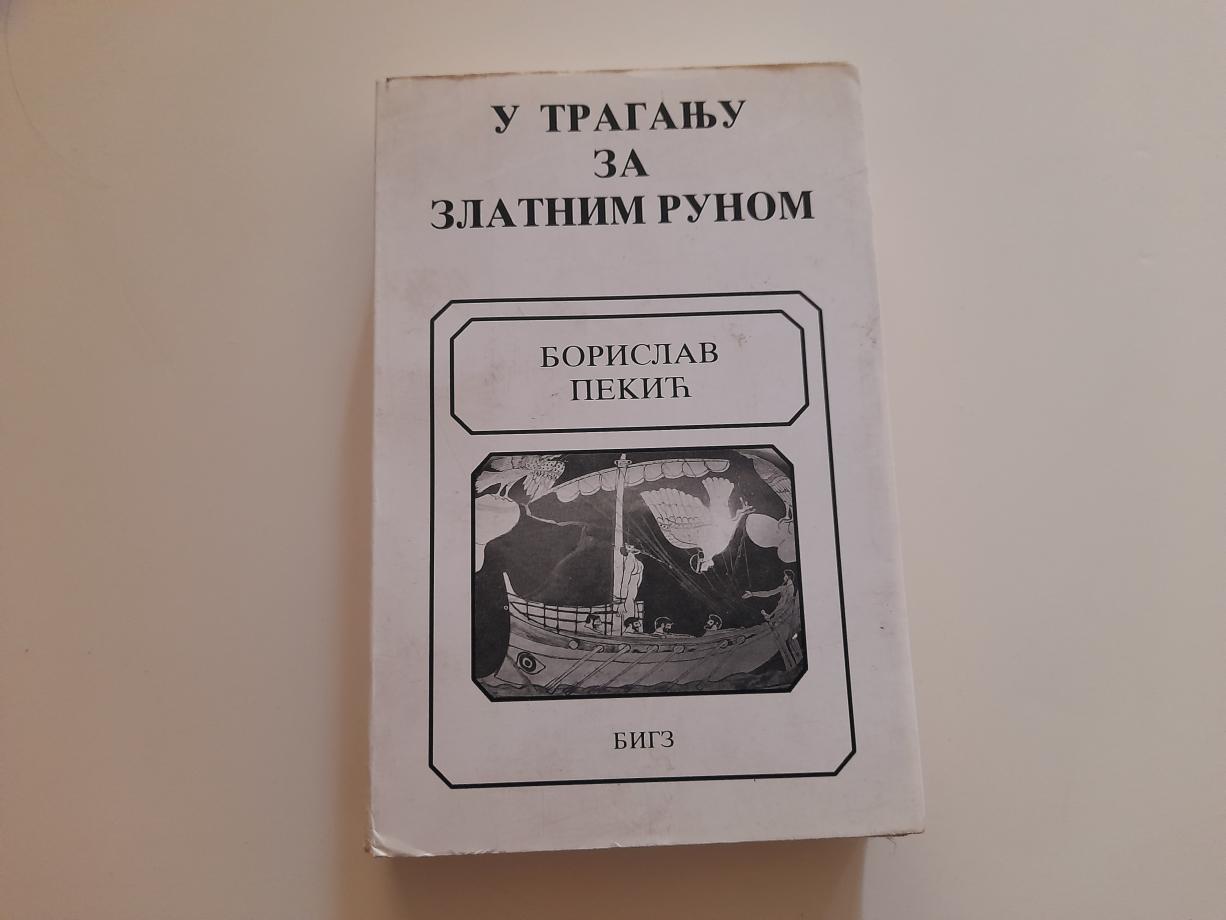 У ТРАГАЊУ
ЗА
ЗЛАТНИМ РУНОМ
БОРИСЛАВ
ПЕКИЋ
БИГЗ